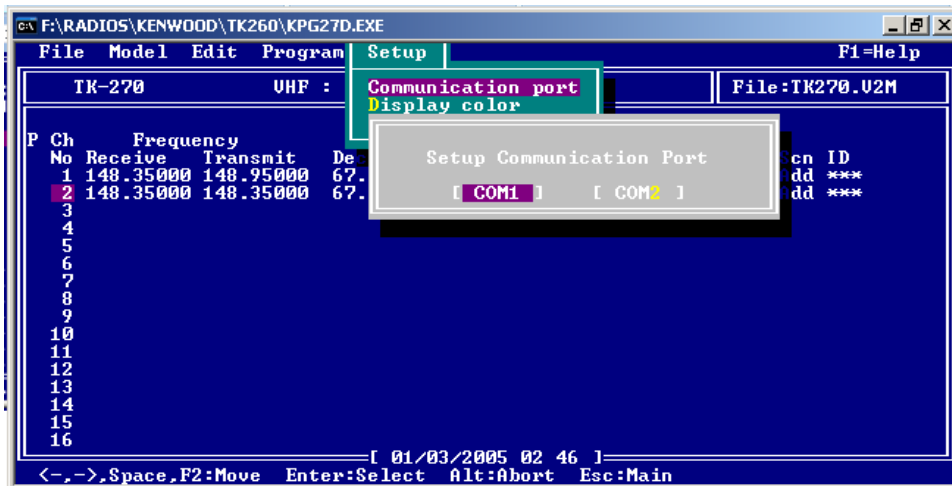 F:\RADIOS\KENWOOD\TK260\KPG27D.EXE
File Model Edit Program Setup F1=Help
TK-270 VHF : File:TK270.V2M
Communication port
Display color
P Ch Frequency
No Receive Transmit De cn ID
1 148.35000 148.95000 67. dd ***
2 148.35000 148.35000 67. dd ***
Setup Communication Port
[ COM1 ] [ COM2 ]
3
4
5
6
7
8
9
10
11
12
13
14
15
16
[ 01/03/2005 02 46 ]
<-,->,Space,F2:Move Enter:Select Alt:Abort Esc:Main